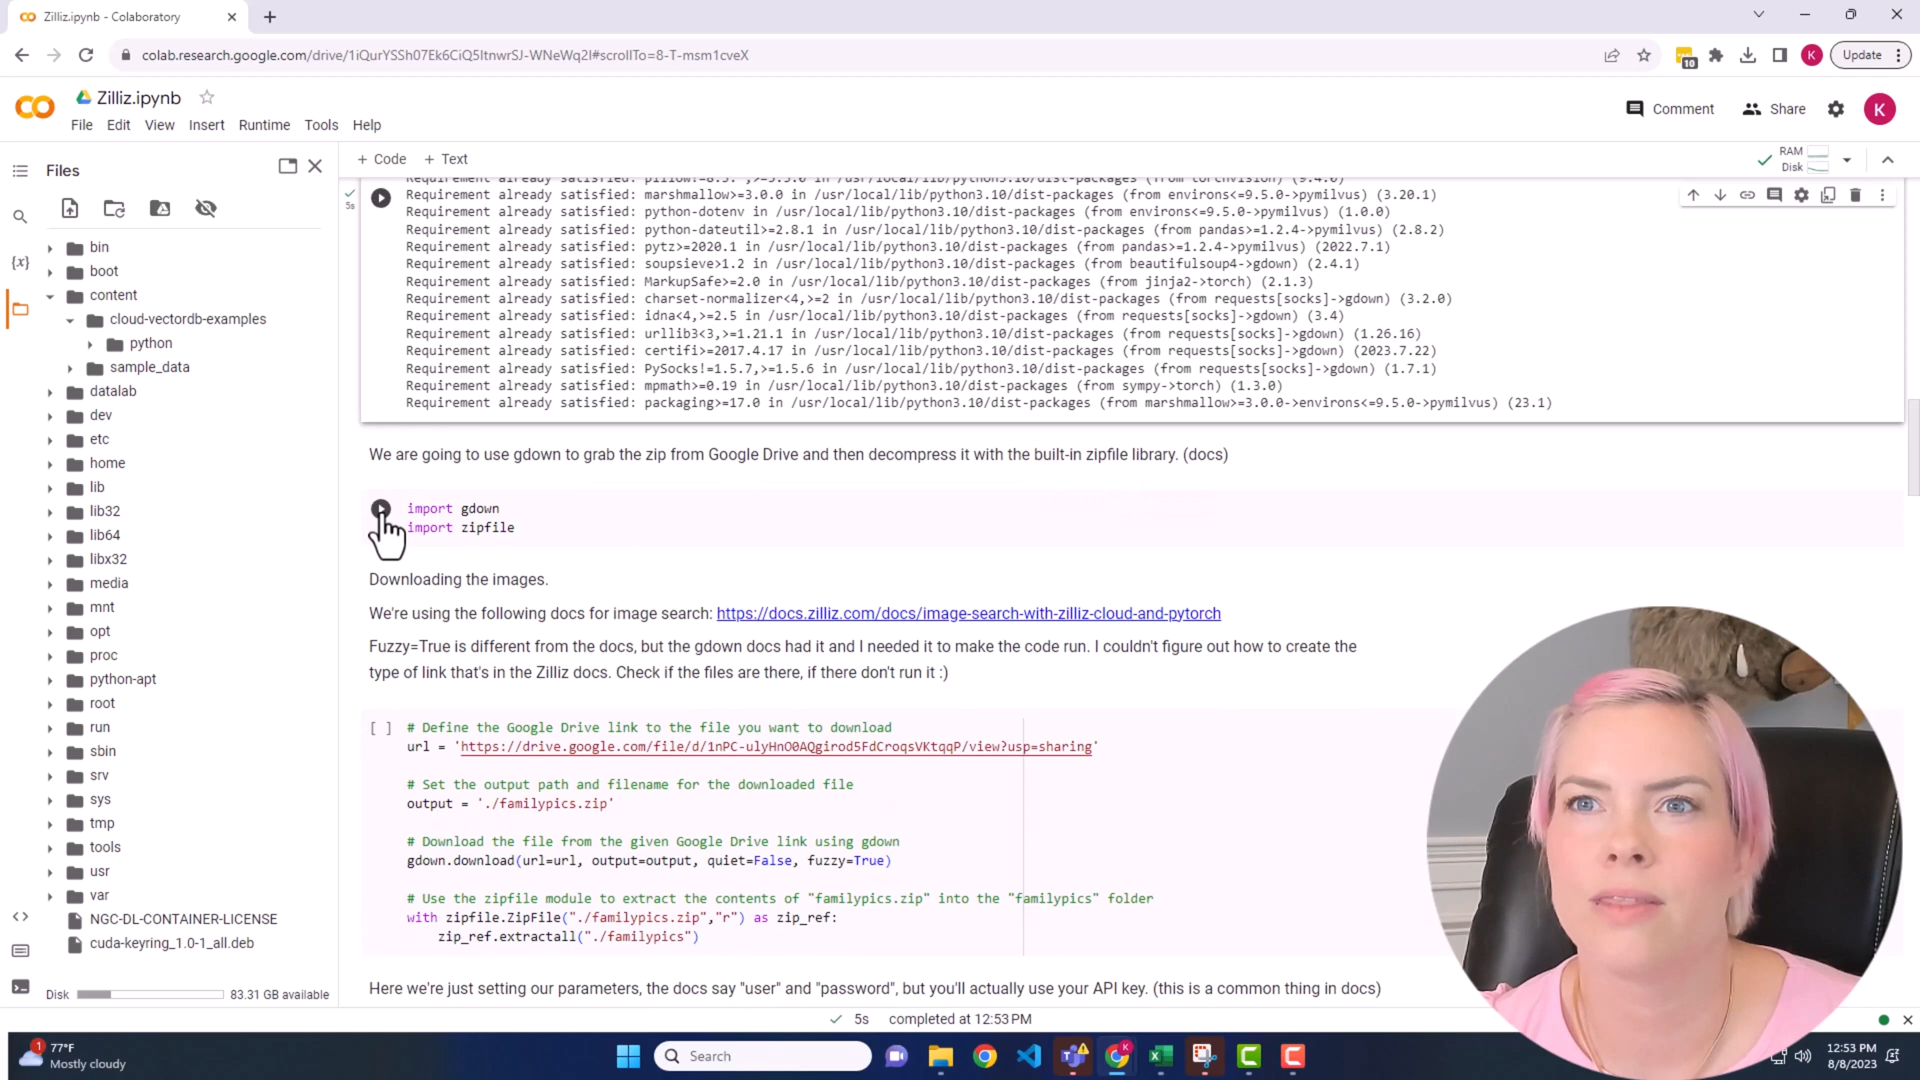 Zilliz.ipynb - Colaboratory
colab.research.google.com/drive/1iQurYSSh07Ek6CiQ5ItnwrSJ-WNeWq2I#scrollTo=8-T-msm1cveX
10
K
Update
Zilliz.ipynb
File Edit View Insert Runtime Tools Help
Comment
Share
K
Files
+ Code + Text
RAM
Disk
bin
boot
content
cloud-vectordb-examples
python
sample_data
datalab
dev
etc
home
lib
lib32
lib64
libx32
media
mnt
opt
proc
python-apt
root
run
sbin
srv
sys
tmp
tools
usr
var
NGC-DL-CONTAINER-LICENSE
cuda-keyring_1.0-1_all.deb
Disk 83.31 GB available
5s
Requirement already satisfied: marshmallow>=3.0.0 in /usr/local/lib/python3.10/dist-packages (from environs<=9.5.0->pymilvus) (3.20.1)
Requirement already satisfied: python-dotenv in /usr/local/lib/python3.10/dist-packages (from environs<=9.5.0->pymilvus) (1.0.0)
Requirement already satisfied: python-dateutil>=2.8.1 in /usr/local/lib/python3.10/dist-packages (from pandas>=1.2.4->pymilvus) (2.8.2)
Requirement already satisfied: pytz>=2020.1 in /usr/local/lib/python3.10/dist-packages (from pandas>=1.2.4->pymilvus) (2022.7.1)
Requirement already satisfied: soupsieve>1.2 in /usr/local/lib/python3.10/dist-packages (from beautifulsoup4->gdown) (2.4.1)
Requirement already satisfied: MarkupSafe>=2.0 in /usr/local/lib/python3.10/dist-packages (from jinja2->torch) (2.1.3)
Requirement already satisfied: charset-normalizer<4,>=2 in /usr/local/lib/python3.10/dist-packages (from requests[socks]->gdown) (3.2.0)
Requirement already satisfied: idna<4,>=2.5 in /usr/local/lib/python3.10/dist-packages (from requests[socks]->gdown) (3.4)
Requirement already satisfied: urllib3<3,>=1.21.1 in /usr/local/lib/python3.10/dist-packages (from requests[socks]->gdown) (1.26.16)
Requirement already satisfied: certifi>=2017.4.17 in /usr/local/lib/python3.10/dist-packages (from requests[socks]->gdown) (2023.7.22)
Requirement already satisfied: PySocks!=1.5.7,>=1.5.6 in /usr/local/lib/python3.10/dist-packages (from requests[socks]->gdown) (1.7.1)
Requirement already satisfied: mpmath>=0.19 in /usr/local/lib/python3.10/dist-packages (from sympy->torch) (1.3.0)
Requirement already satisfied: packaging>=17.0 in /usr/local/lib/python3.10/dist-packages (from marshmallow>=3.0.0->environs<=9.5.0->pymilvus) (23.1)
We are going to use gdown to grab the zip from Google Drive and then decompress it with the built-in zipfile library. (docs)
import gdown
import zipfile
Downloading the images.
We're using the following docs for image search: https://docs.zilliz.com/docs/image-search-with-zilliz-cloud-and-pytorch
Fuzzy=True is different from the docs, but the gdown docs had it and I needed it to make the code run. I couldn't figure out how to create the
type of link that's in the Zilliz docs. Check if the files are there, if there don't run it :)
[ ] # Define the Google Drive link to the file you want to download
url = 'https://drive.google.com/file/d/1nPC-ulyHnO0AQgirod5FdCroqsVKtqqP/view?usp=sharing'
# Set the output path and filename for the downloaded file
output = './familypics.zip'
# Download the file from the given Google Drive link using gdown
gdown.download(url=url, output=output, quiet=False, fuzzy=True)
# Use the zipfile module to extract the contents of "familypics.zip" into the "familypics" folder
with zipfile.ZipFile("./familypics.zip","r") as zip_ref:
zip_ref.extractall("./familypics")
Here we're just setting our parameters, the docs say "user" and "password", but you'll actually use your API key. (this is a common thing in docs)
5s completed at 12:53 PM
1
77°F
Mostly cloudy
Search
12:53 PM
8/8/2023